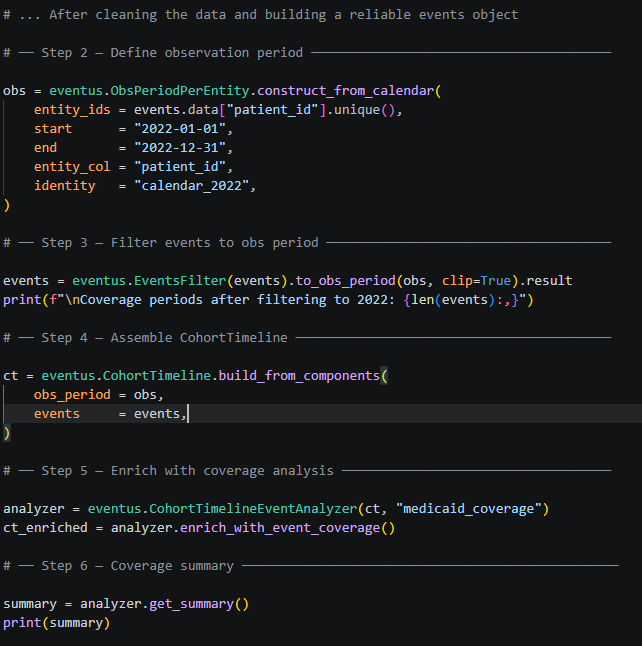 # ... After cleaning the data and building a reliable events object
# —— Step 2 — Define observation period ————————————————————————————————————————
obs = eventus.ObsPeriodPerEntity.construct_from_calendar(
    entity_ids = events.data["patient_id"].unique(),
    start      = "2022-01-01",
    end        = "2022-12-31",
    entity_col = "patient_id",
    identity   = "calendar_2022",
)
# —— Step 3 — Filter events to obs period ——————————————————————————————————————
events = eventus.EventsFilter(events).to_obs_period(obs, clip=True).result
print(f"\nCoverage periods after filtering to 2022: {len(events):,}")
# —— Step 4 — Assemble CohortTimeline ——————————————————————————————————————————
ct = eventus.CohortTimeline.build_from_components(
    obs_period = obs,
    events     = events,
)
# —— Step 5 — Enrich with coverage analysis ————————————————————————————————————
analyzer = eventus.CohortTimelineEventAnalyzer(ct, "medicaid_coverage")
ct_enriched = analyzer.enrich_with_event_coverage()
# —— Step 6 — Coverage summary —————————————————————————————————————————————————
summary = analyzer.get_summary()
print(summary)